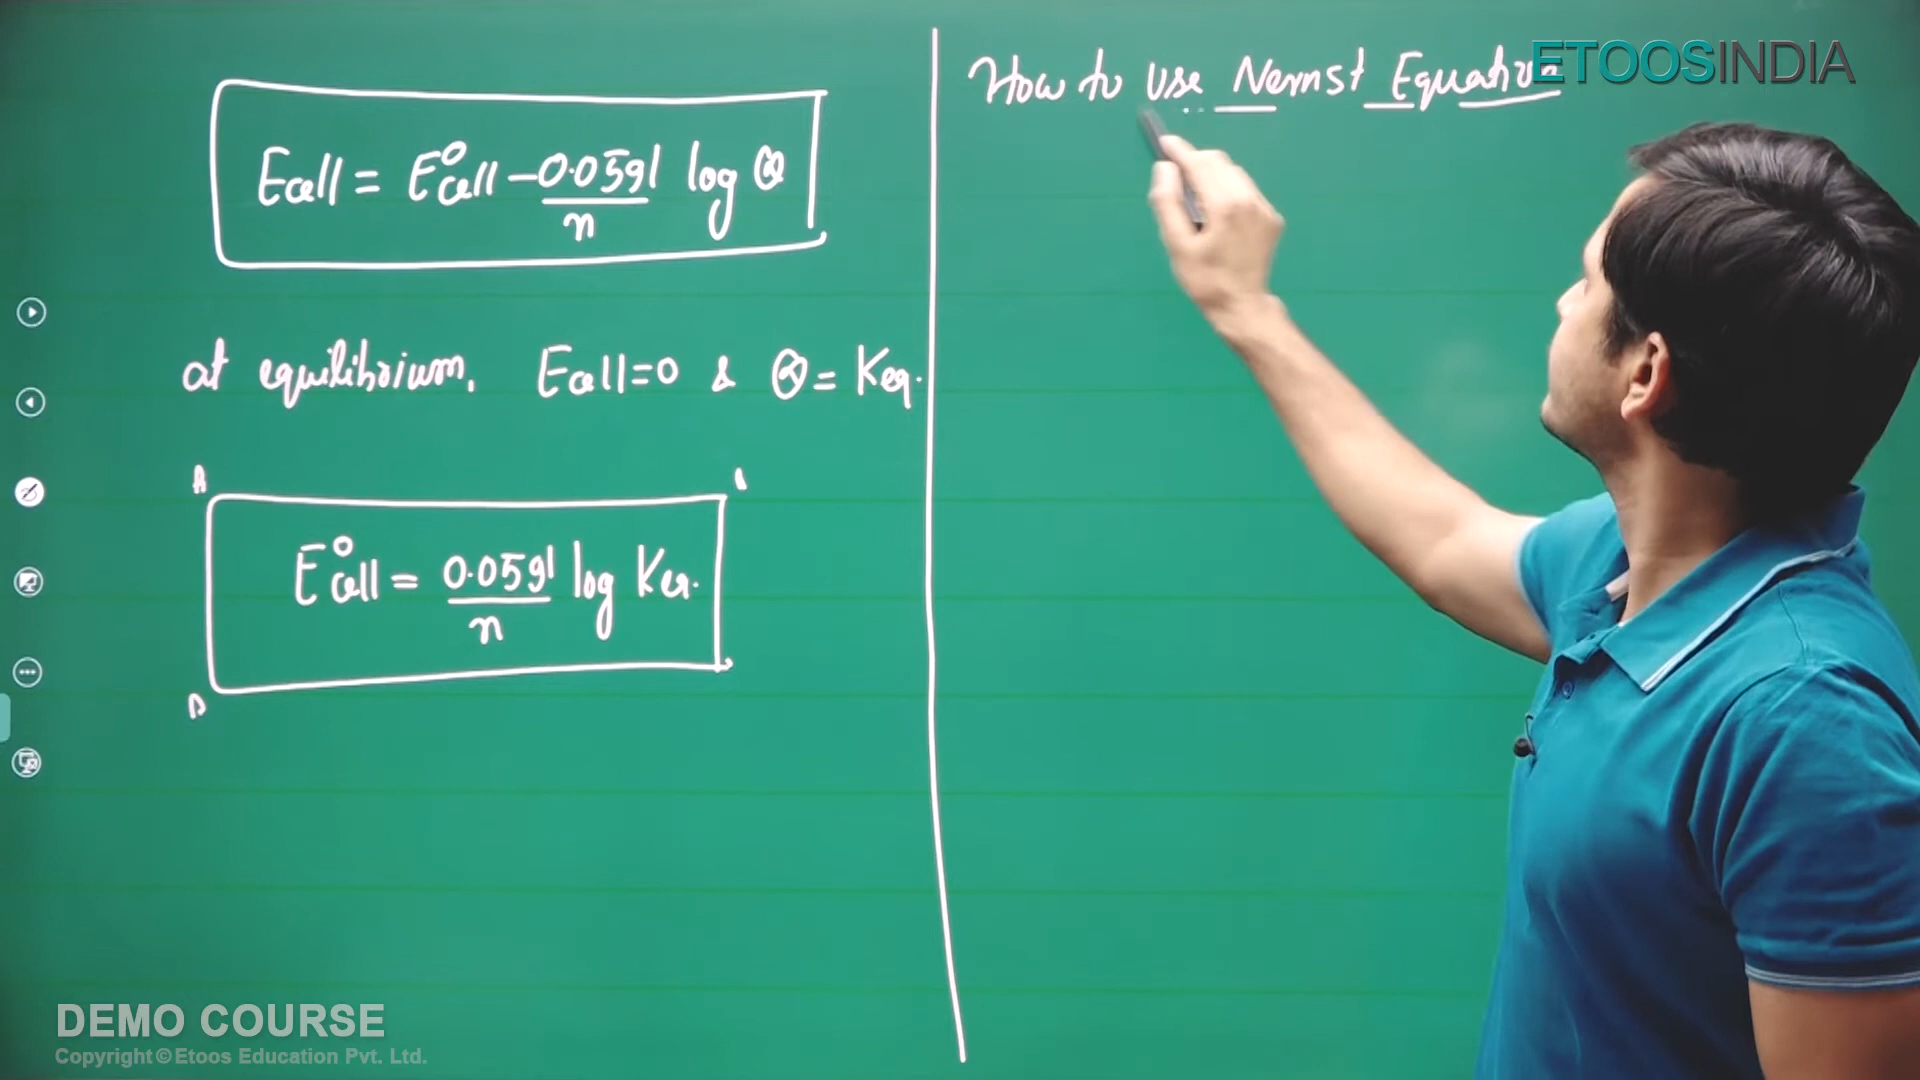 Ecell = E°cell - 0.0591/n log Q
at equilibrium, Ecell = 0 & Q = Keq.
A
E°cell = 0.0591/n log Keq.
D
How to use Nernst Equation
ETOOSINDIA
DEMO COURSE
Copyright © Etoos Education Pvt. Ltd.